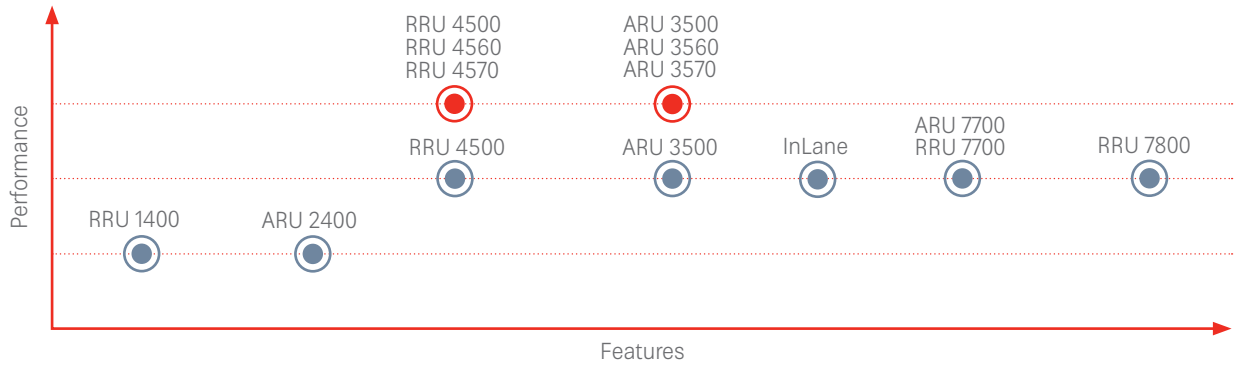 RRU 4500
RRU 4560
RRU 4570
ARU 3500
ARU 3560
ARU 3570
RRU 4500
ARU 3500
InLane
ARU 7700
RRU 7700
RRU 7800
RRU 1400
ARU 2400
Performance
Features